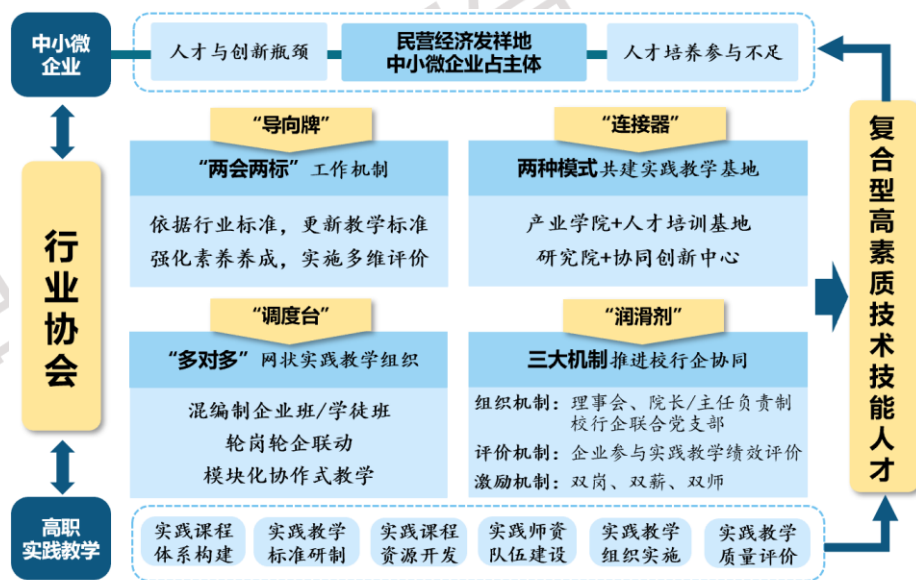 中小微
企业
人才与创新瓶颈
民营经济发样地
中小微企业占主体
人才培养参与不足
行业协会
“导向牌”
“两会两标” 工作机制
依据行业标准，更新教学标准
强化素养养成，实施多维评价
“连接器”
两种模式共建实践教学基地
产业学院+人才培训基地
研究院+协同创新中心
“调度台”
“多对多” 网状实践教学组织
混编制企业班/学徒班
轮岗轮企联动
模块化协作式教学
“润滑剂”
三大机制推进校行企协同
组织机制：理事会、院长/主任负责制
校行企联合党支部
评价机制：企业参与实践教学绩效评价
激励机制：双岗、双薪、双师
复合型高素质技术技能人才
高职
实践教学
实践课程
体系构建
实践教学
标准研制
实践课程
资源开发
实践师资
队伍建设
实践教学
组织实施
实践教学
质量评价